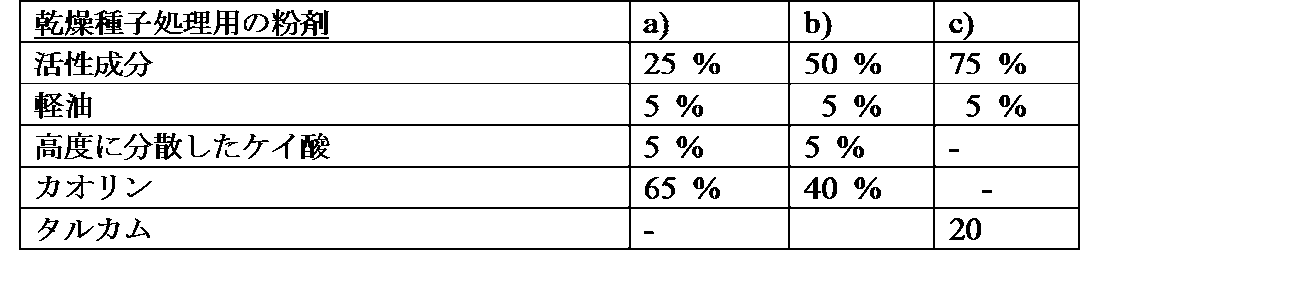 乾燥種子処理用の粉剤 a) b) c)
活性成分 25 % 50 % 75 %
軽油 5 % 5 % 5 %
高度に分散したケイ酸 5 % 5 % -
カオリン 65 % 40 % -
タルカム - 20